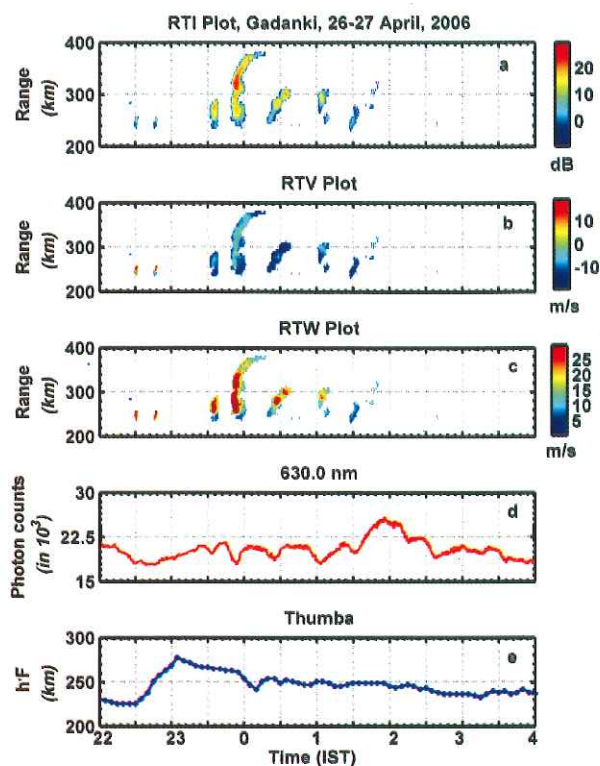 RTI Plot, Gadanki, 26-27 April, 2006
400
300
200
Range
(km)
a
20
10
0
dB
RTV Plot
400
300
200
Range
(km)
b
10
0
-10
m/s
RTW Plot
400
300
200
Range
(km)
c
25
20
15
10
5
m/s
630.0 nm
30
22.5
15
Photon counts
(in 10³)
d
Thumba
300
250
200
h'F
(km)
e
22 23 0 1 2 3 4
Time (IST)